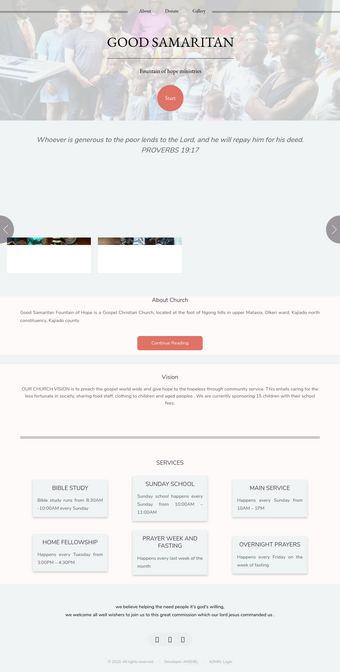 About Donate Gallery
GOOD SAMARITAN
Fountain of hope ministries
Start
Whoever is generous to the poor lends to the Lord, and he will repay him for his deed.
PROVERBS 19:17
About Church
Good Samaritan Fountain of Hope is a Gospel Christian Church, located at the foot of Ngong hills in upper Matasia, Olkeri ward, Kajiado north
constituency, Kajiado county
Continue Reading
Vision
OUR CHURCH VISION is to preach the gospel world wide and give hope to the hopeless through community service. This entails caring for the
less fortunate in society, sharing food staff, clothing to children and aged peoples . We are currently sponsoring 15 children with their school
fees.
SERVICES
BIBLE STUDY
Bible study runs from 8:30AM
-10:00AM every Sunday
SUNDAY SCHOOL
Sunday school happens every
Sunday from 10:00AM –
11:00AM
MAIN SERVICE
Happens every Sunday from
10AM – 1PM
HOME FELLOWSHIP
Happens every Tuesday from
3:00PM – 4:30PM
PRAYER WEEK AND
FASTING
Happens every last week of the
month
OVERNIGHT PRAYERS
Happens every Friday on the
week of fasting
we believe helping the need people it's god's willing,
we welcome all well wishers to join us to this great commission which our lord jesus commanded us .
© 2021 All rights reserved
ADMIN Login